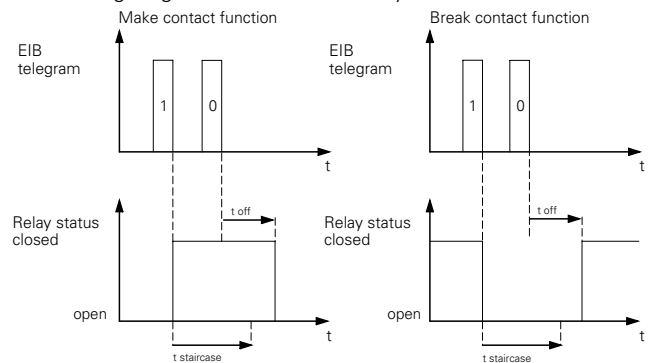 Make contact function
EIB
telegram
1
0
t
Relay status
closed
t off
open
t
t staircase
Break contact function
EIB
telegram
1
0
t
Relay status
closed
t off
open
t
t staircase